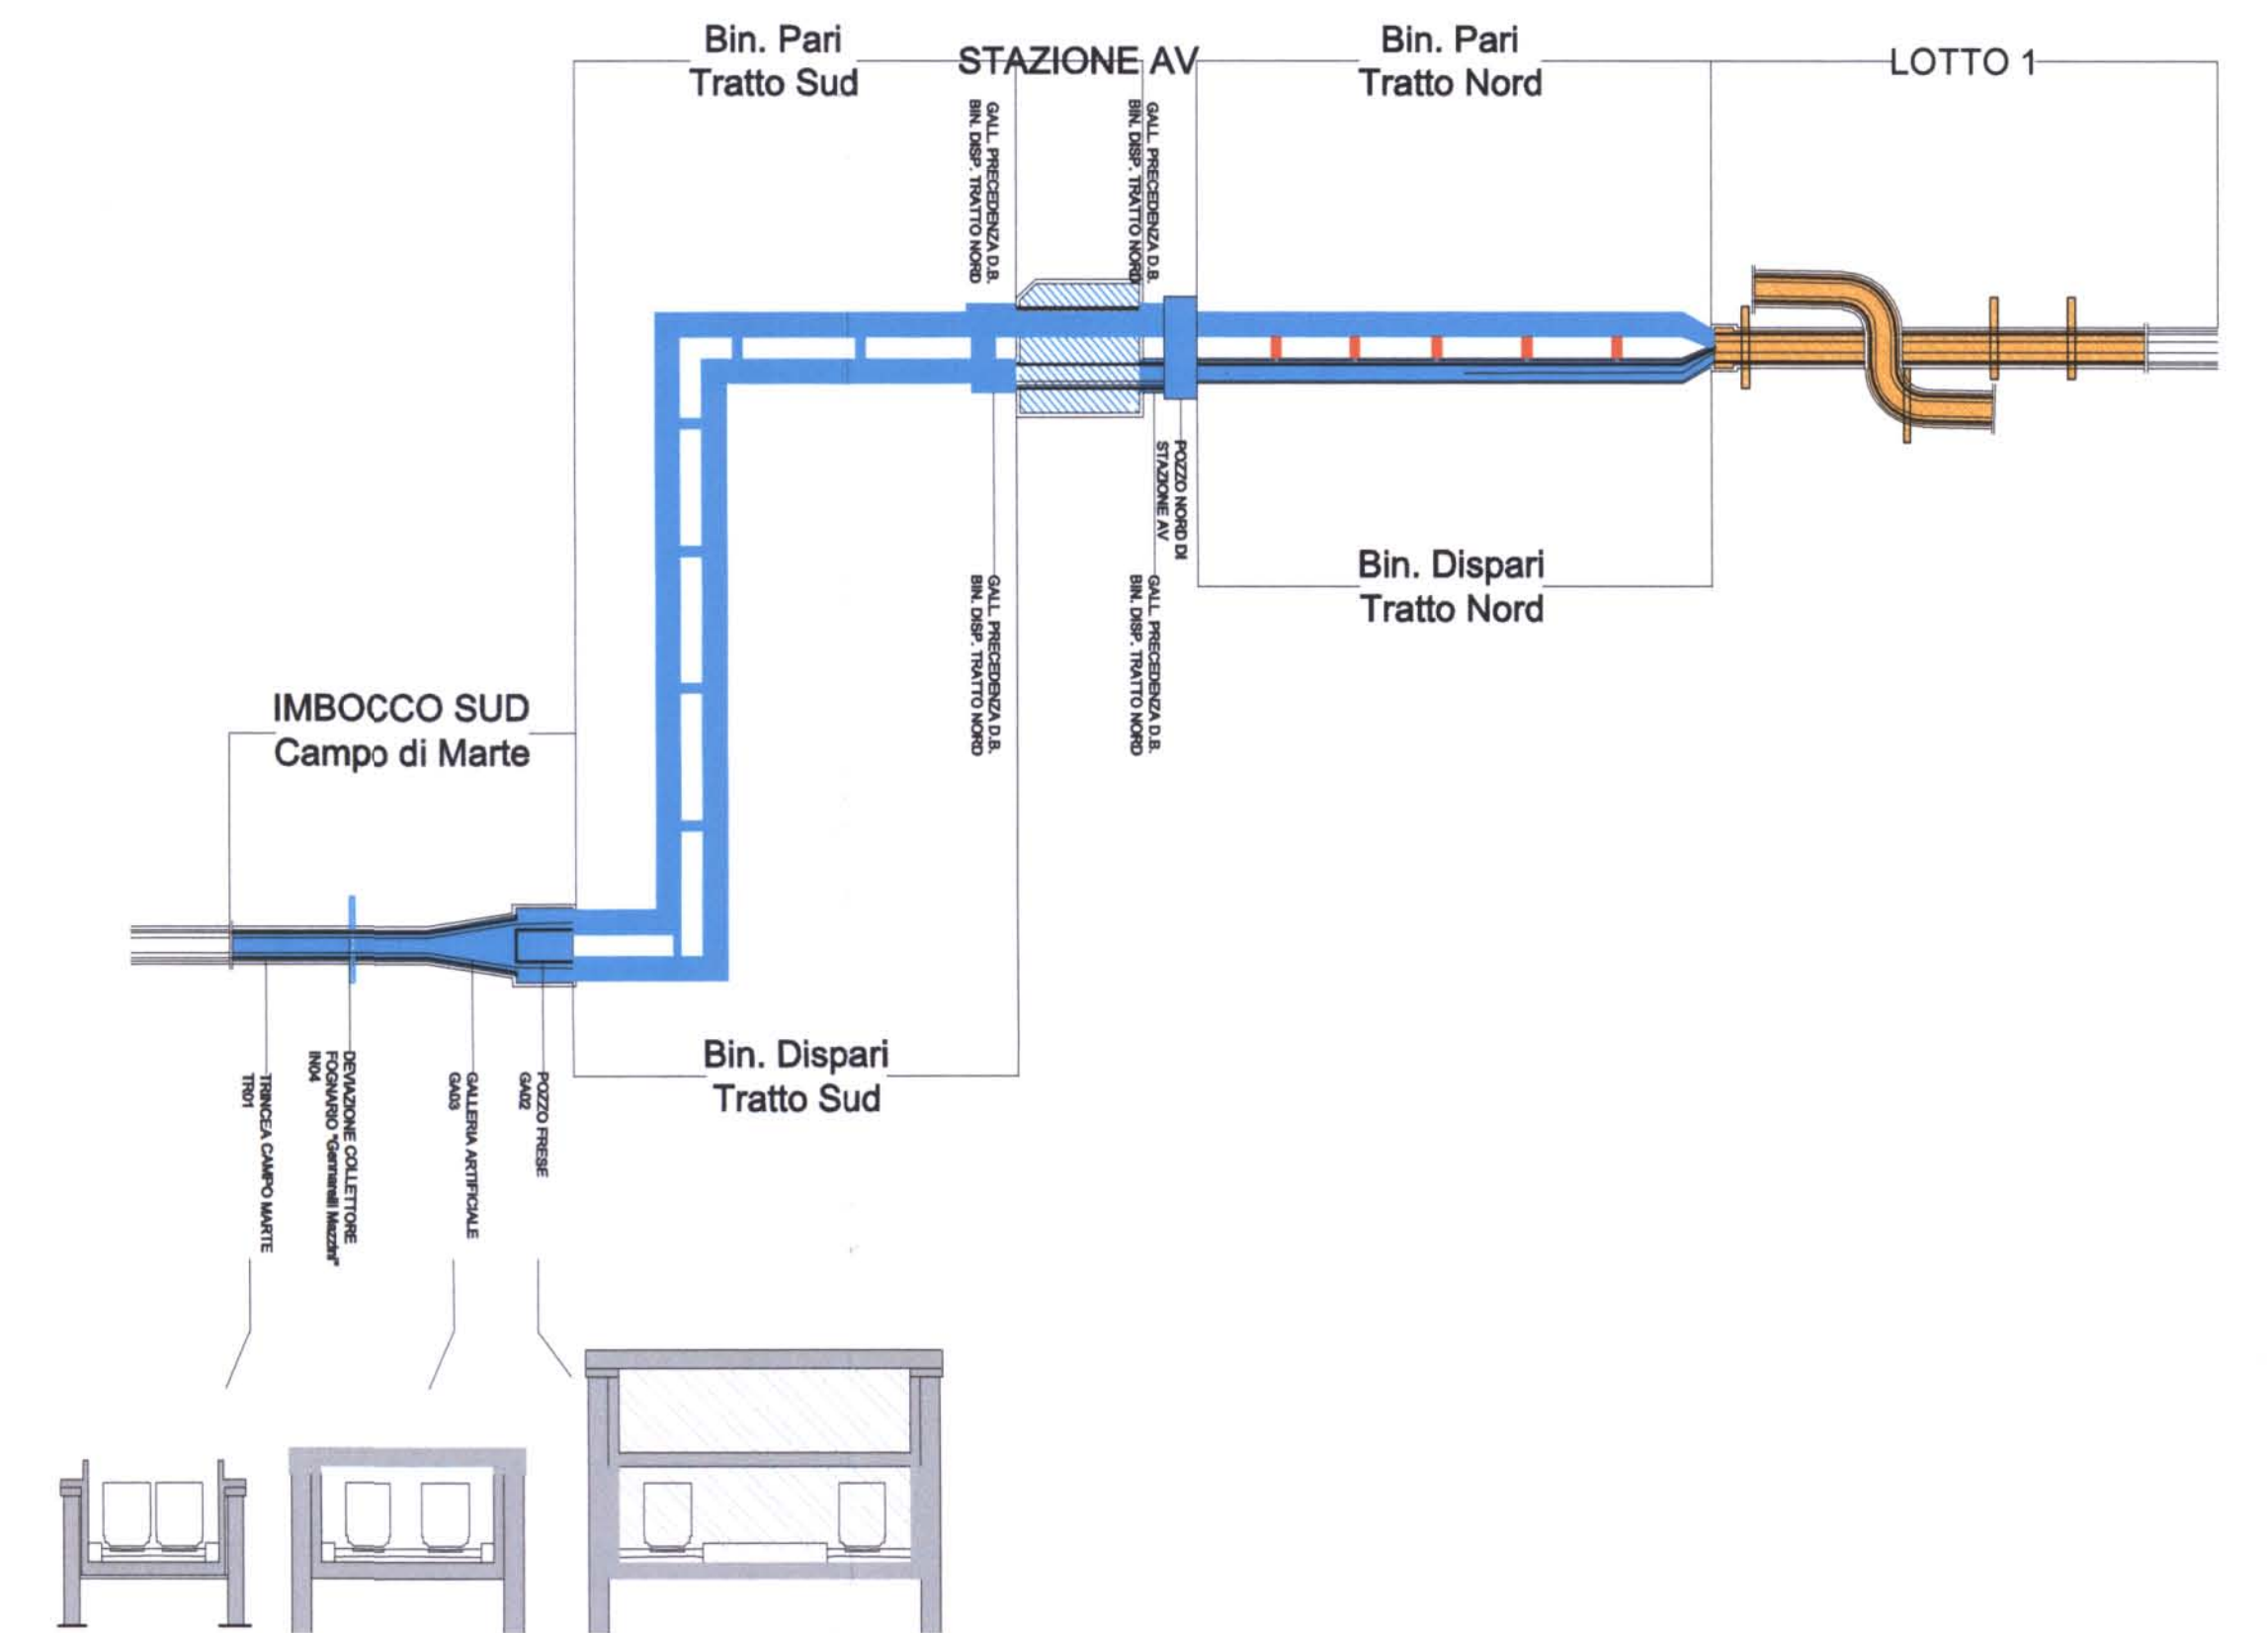 Bin. Pari
Tratto Sud
STAZIONE AV
Bin. Pari
Tratto Nord
LOTTO 1
GALL. PRECEDENZA D.B.
BIN. DISP. TRATTO NORD
GALL. PRECEDENZA D.B.
BIN. DISP. TRATTO NORD
POZZO NORD DI
STAZIONE AV
Bin. Dispari
Tratto Nord
GALL. PRECEDENZA D.B.
BIN. DISP. TRATTO NORD
GALL. PRECEDENZA D.B.
BIN. DISP. TRATTO NORD
IMBOCCO SUD
Campo di Marte
Bin. Dispari
Tratto Sud
TRINCEA CAMPO MARTE
TR01
DEVIAZIONE COLLETTORE
FOGNARIO "Gennarelli Mazzini"
IN04
GALLERIA ARTIFICIALE
GA03
POZZO FRESE
GA02